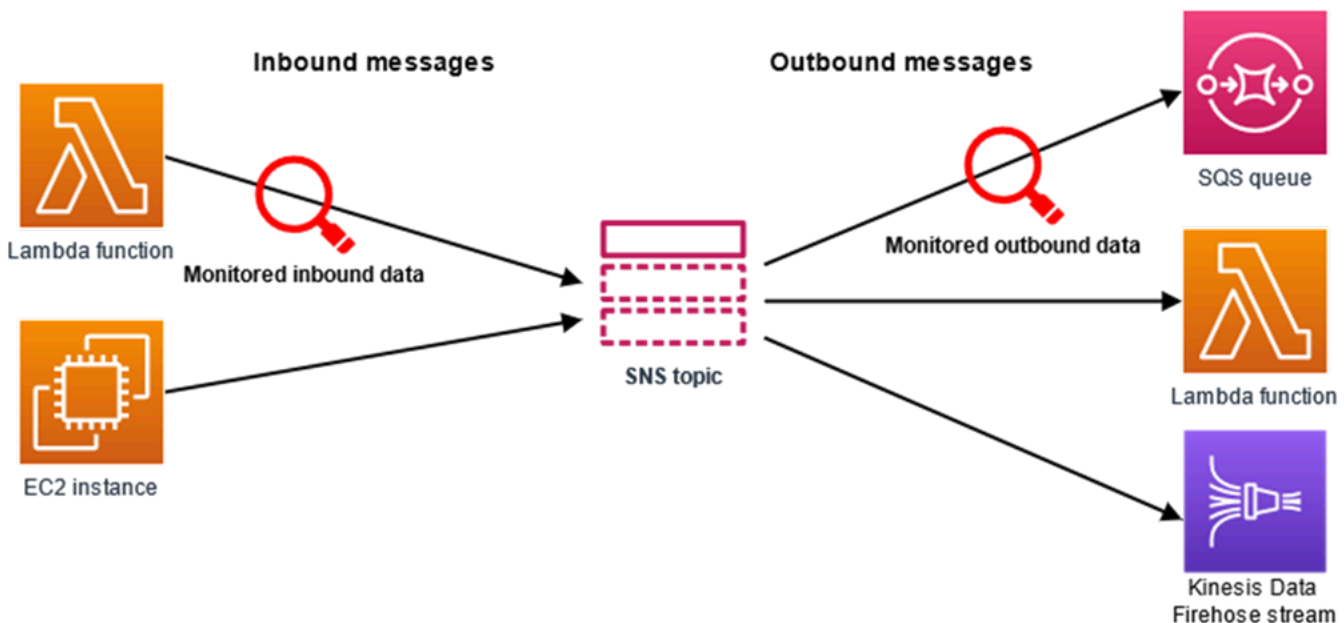 Inbound messages
Outbound messages
Lambda function
Monitored inbound data
EC2 instance
SNS topic
Monitored outbound data
SQS queue
Lambda function
Kinesis Data
Firehose stream